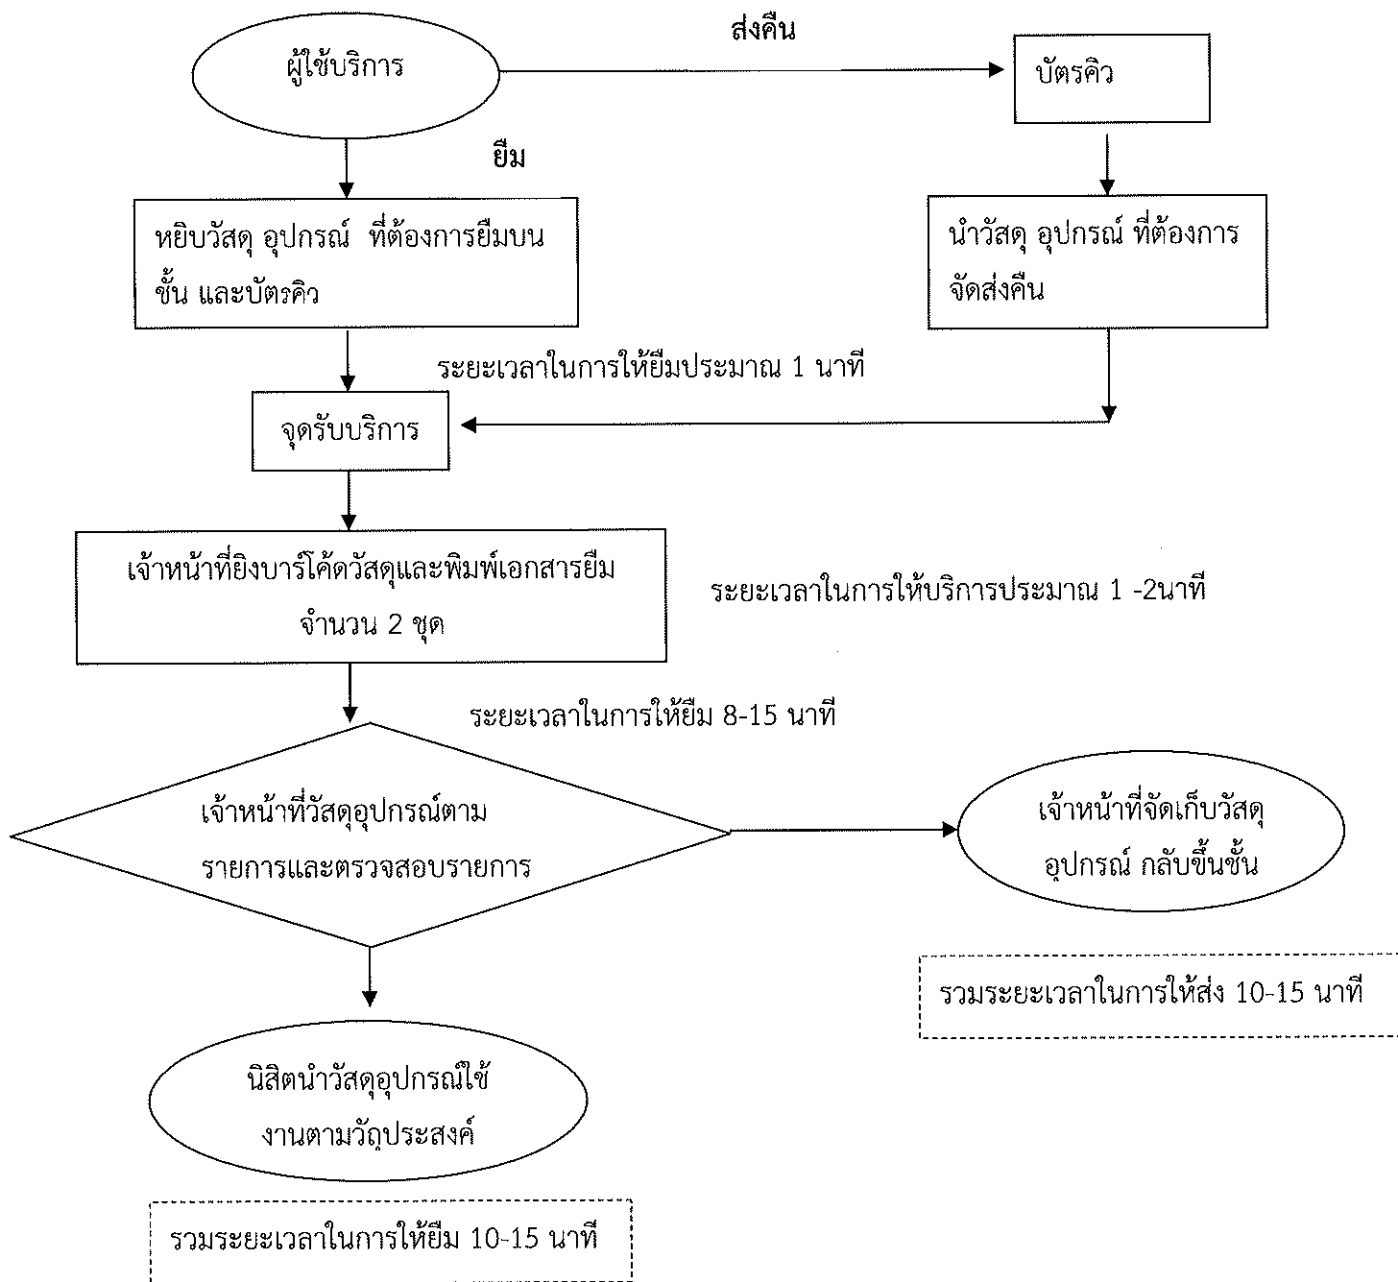 ส่งคืน
ผู้ใช้บริการ
บัตรคิว
ยืม
หยิบวัสดุ อุปกรณ์ ที่ต้องการยืมบน
ชั้น และบัตรคิว
นำวัสดุ อุปกรณ์ ที่ต้องการ
จัดส่งคืน
ระยะเวลาในการให้ยืมประมาณ 1 นาที
จุดรับบริการ
เจ้าหน้าที่ยิงบาร์โค้ดวัสดุและพิมพ์เอกสารยืม
จำนวน 2 ชุด
ระยะเวลาในการให้บริการประมาณ 1 -2นาที
ระยะเวลาในการให้ยืม 8-15 นาที
เจ้าหน้าที่วัสดุอุปกรณ์ตาม
รายการและตรวจสอบรายการ
เจ้าหน้าที่จัดเก็บวัสดุ
อุปกรณ์ กลับขึ้นชั้น
รวมระยะเวลาในการให้ส่ง 10-15 นาที
นิสิตนำวัสดุอุปกรณ์ใช้
งานตามวัถุประสงค์
รวมระยะเวลาในการให้ยืม 10-15 นาที